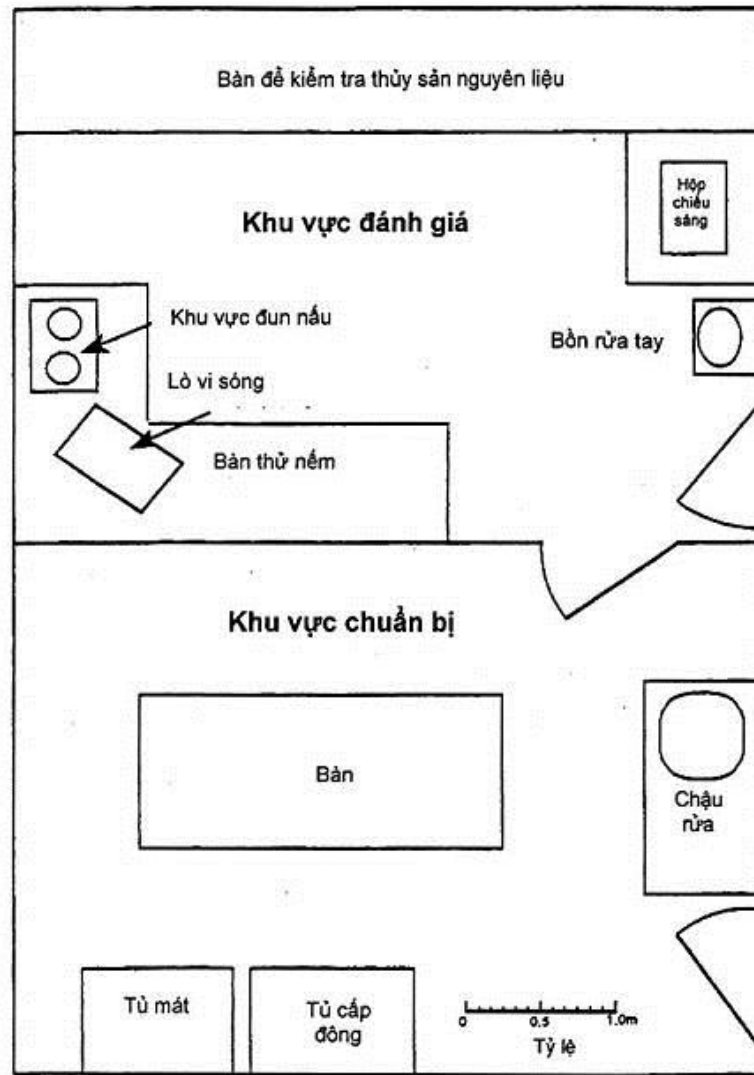 Bàn để kiểm tra thủy sản nguyên liệu
Hộp
chiếu
sáng
Khu vực đánh giá
Khu vực đun nấu
Bồn rửa tay
Lò vi sóng
Bàn thử nếm
Khu vực chuẩn bị
Bàn
Chậu
rửa
Tủ mát
Tủ cấp
đông
0 0.5 1.0m
Tỷ lệ